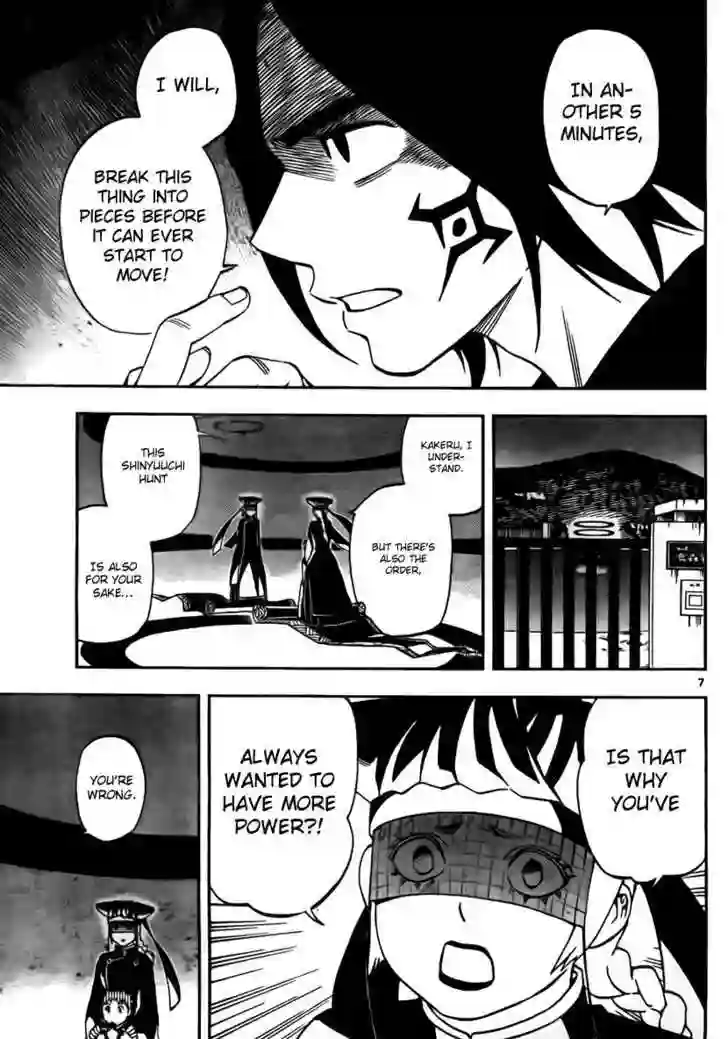 IN AN-
OTHER 5
MINUTES,
I WILL,
BREAK THIS
THING INTO
PIECES BEFORE
IT CAN EVER
START TO
MOVE!
KAKERU, I
UNDER-
STAND.
BUT THERE'S
ALSO THE
ORDER,
THIS
SHINYUUCHI
HUNT
IS ALSO
FOR YOUR
SAKE...
7
IS THAT
WHY
YOU'VE
ALWAYS
WANTED TO
HAVE MORE
POWER?!
YOU'RE
WRONG.